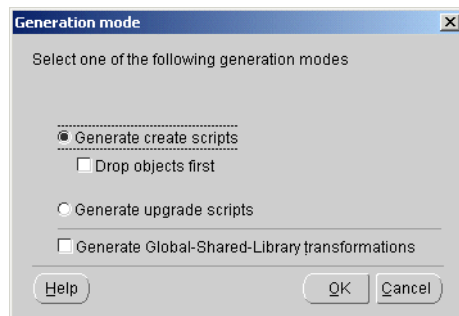 Generation mode
Select one of the following generation modes
Generate create scripts
Drop objects first
Generate upgrade scripts
Generate Global-Shared-Library transformations
Help
OK
Cancel